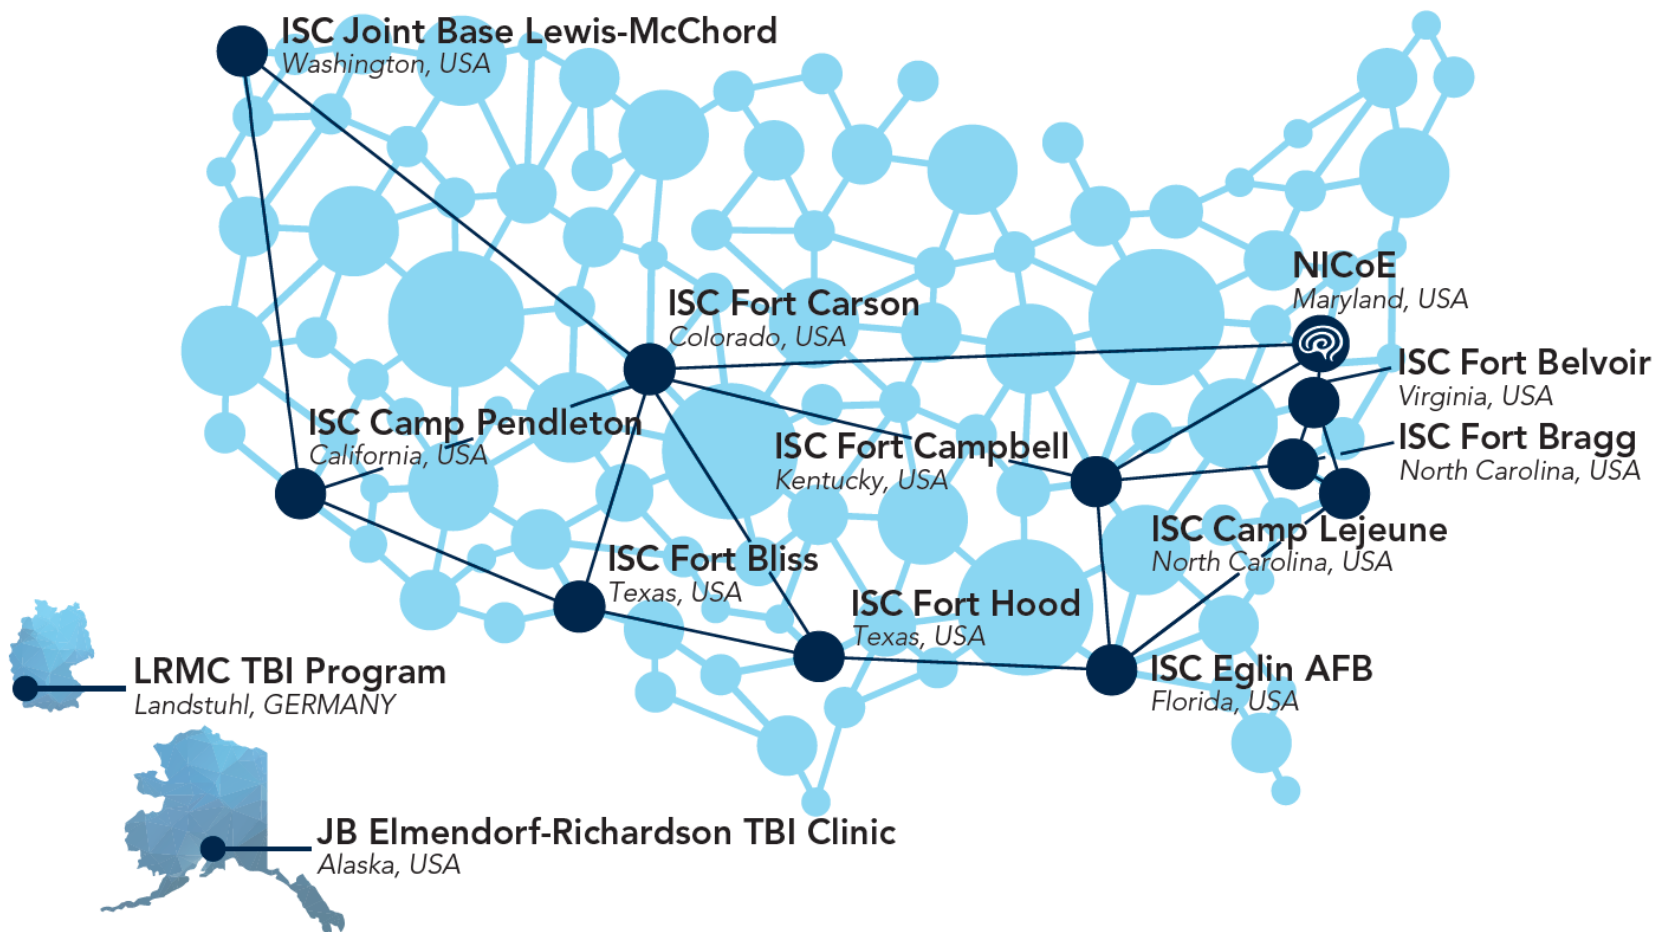 ISC Joint Base Lewis-McChord
Washington, USA
NICoE
Maryland, USA
ISC Fort Carson
Colorado, USA
ISC Fort Belvoir
Virginia, USA
ISC Camp Pendleton
California, USA
ISC Fort Campbell
Kentucky, USA
ISC Fort Bragg
North Carolina, USA
ISC Camp Lejeune
North Carolina, USA
ISC Fort Bliss
Texas, USA
ISC Fort Hood
Texas, USA
ISC Eglin AFB
Florida, USA
LRMC TBI Program
Landstuhl, GERMANY
JB Elmendorf-Richardson TBI Clinic
Alaska, USA